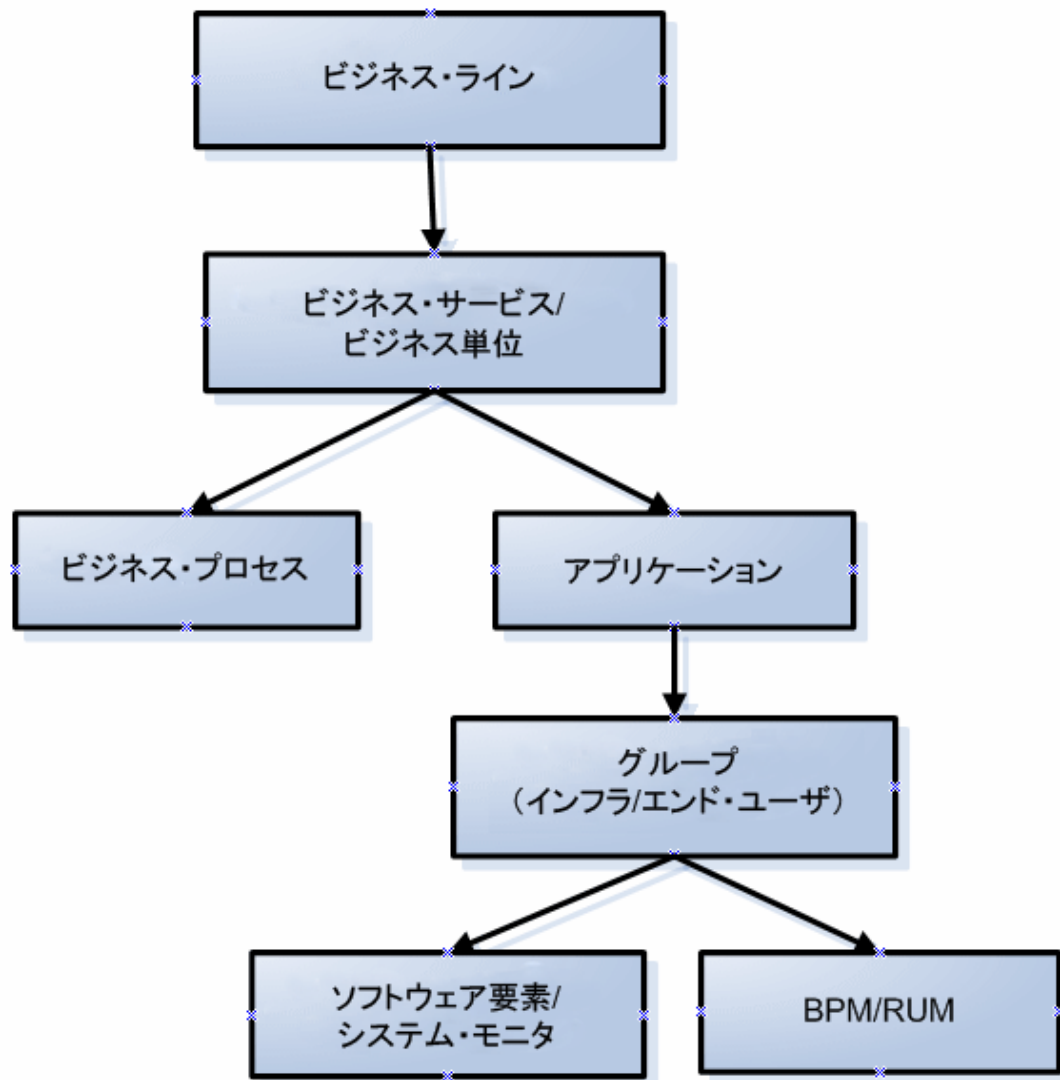 ビジネス・ライン
ビジネス・サービス/
ビジネス単位
ビジネス・プロセス
アプリケーション
グループ
（インフラ/エンド・ユーザ）
ソフトウェア要素/
システム・モニタ
BPM/RUM